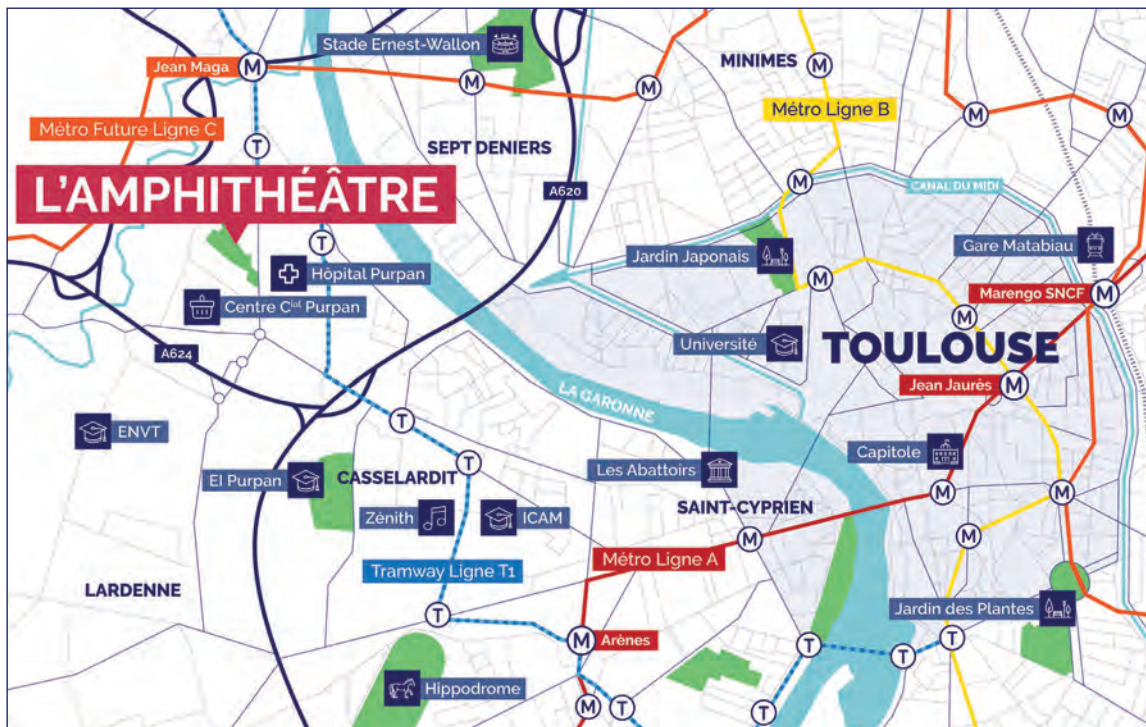 Stade Ernest-Wallon
MINIMES
Jean Maga
M
M
M
M
M
M
Métro Future Ligne C
Métro Ligne B
T
SEPT DENIERS
L'AMPHITHÉÂTRE
A620
M
CANAL DU MIDI
T
Jardin Japonais
Gare Matabiau
Hôpital Purpan
M
Marengo SNCF
M
Centre Cial Purpan
M
Université
TOULOUSE
A624
LA GARONNE
Jean Jaurès
M
T
ENVT
Capitole
EI Purpan
CASSELARDIT
T
Les Abattoirs
M
M
Zénith
ICAM
SAINT-CYPRIEN
M
M
Métro Ligne A
Tramway Ligne T1
LARDENNE
T
Jardin des Plantes
M
Arènes
T
T
T
Hippodrome
M
T
T